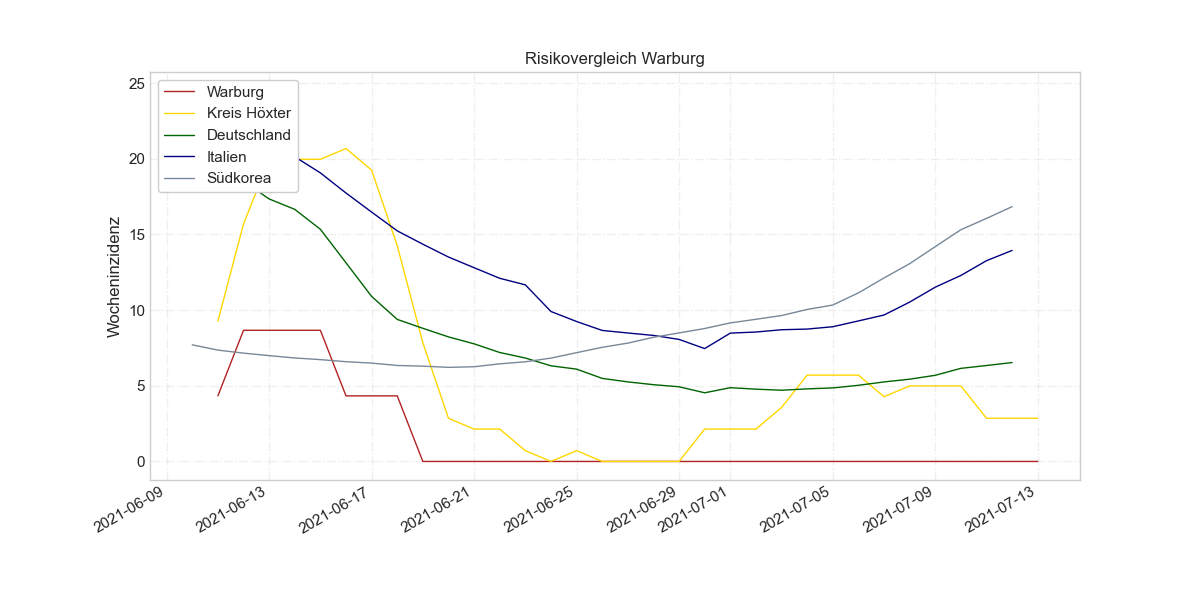 Risikovergleich Warburg
25
20
15
10
5
0
Wocheninzidenz
Warburg
Kreis Höxter
Deutschland
Italien
Südkorea
2021-06-09
2021-06-13
2021-06-17
2021-06-21
2021-06-25
2021-06-29
2021-07-01
2021-07-05
2021-07-09
2021-07-13